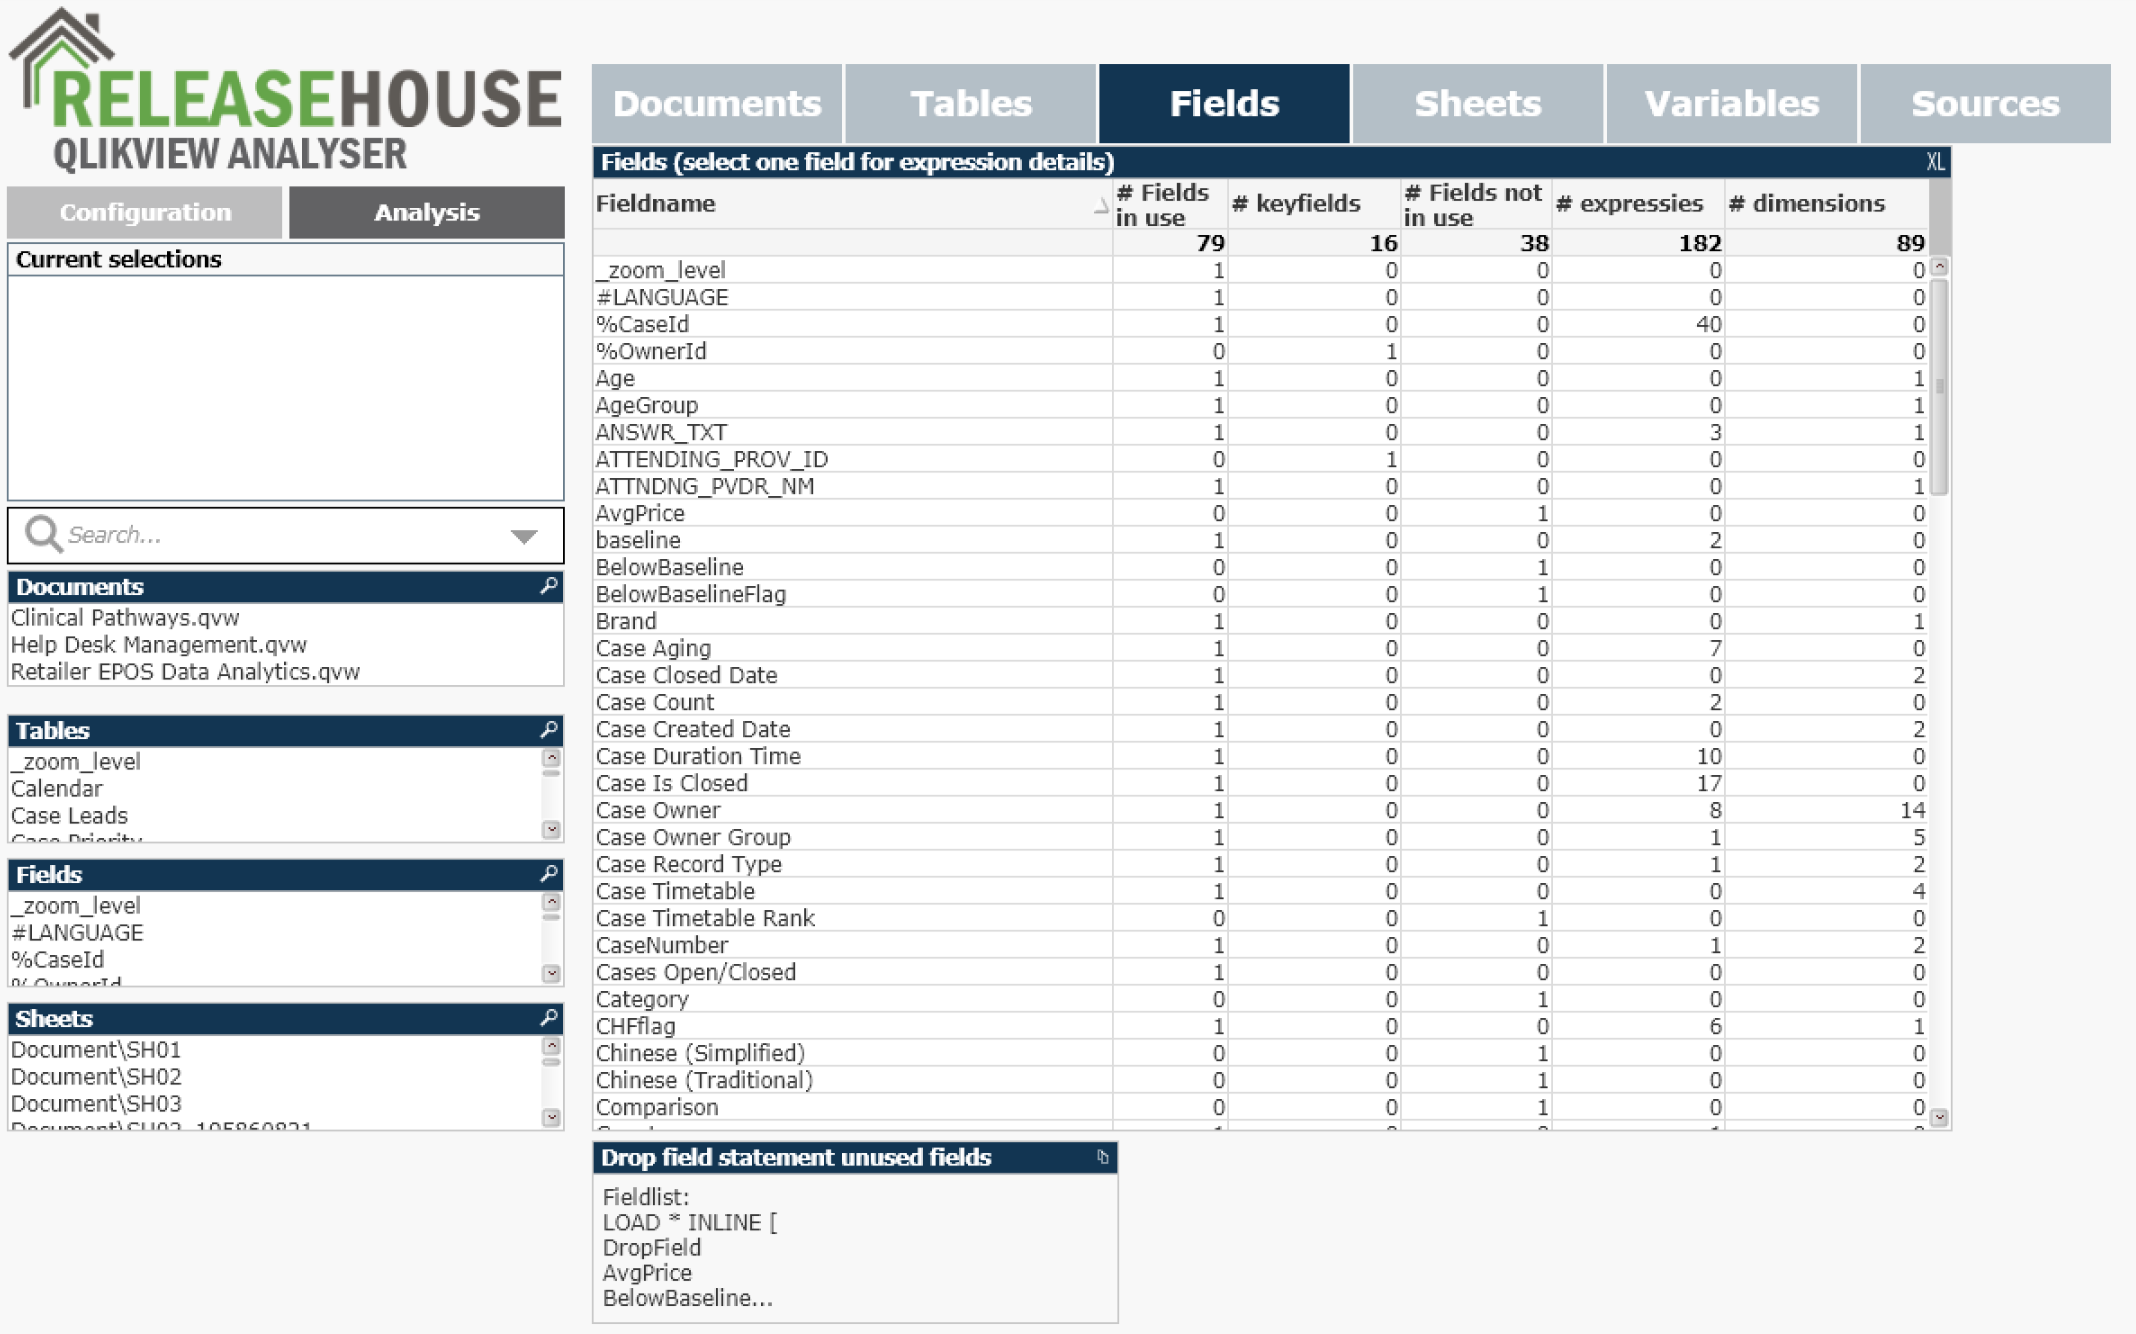 RELEASEHOUSE
QLIKVIEW ANALYSER
Configuration Analysis
Current selections
Search...
Documents
Clinical Pathways.qvw
Help Desk Management.qvw
Retailer EPOS Data Analytics.qvw
Tables
_zoom_level
Calendar
Case Leads
Case Priority
Fields
_zoom_level
#LANGUAGE
%CaseId
%OwnerId
Sheets
Document\SH01
Document\SH02
Document\SH03
Documents Tables Fields Sheets Variables Sources
Fields (select one field for expression details) XL
Fieldname # Fields in use # keyfields # Fields not in use # expressies # dimensions
79 16 38 182 89
_zoom_level 1 0 0 0 0
#LANGUAGE 1 0 0 0 0
%CaseId 1 0 0 40 0
%OwnerId 0 1 0 0 0
Age 1 0 0 0 1
AgeGroup 1 0 0 0 1
ANSWR_TXT 1 0 0 3 1
ATTENDING_PROV_ID 0 1 0 0 0
ATTNDNG_PVDR_NM 1 0 0 0 1
AvgPrice 0 0 1 0 0
baseline 1 0 0 2 0
BelowBaseline 0 0 1 0 0
BelowBaselineFlag 0 0 1 0 0
Brand 1 0 0 0 1
Case Aging 1 0 0 7 0
Case Closed Date 1 0 0 0 2
Case Count 1 0 0 2 0
Case Created Date 1 0 0 0 2
Case Duration Time 1 0 0 10 0
Case Is Closed 1 0 0 17 0
Case Owner 1 0 0 8 14
Case Owner Group 1 0 0 1 5
Case Record Type 1 0 0 1 2
Case Timetable 1 0 0 0 4
Case Timetable Rank 0 0 1 0 0
CaseNumber 1 0 0 1 2
Cases Open/Closed 1 0 0 0 0
Category 0 0 1 0 0
CHFflag 1 0 0 6 1
Chinese (Simplified) 0 0 1 0 0
Chinese (Traditional) 0 0 1 0 0
Comparison 0 0 1 0 0
Drop field statement unused fields
Fieldlist:
LOAD * INLINE [
DropField
AvgPrice
BelowBaseline...